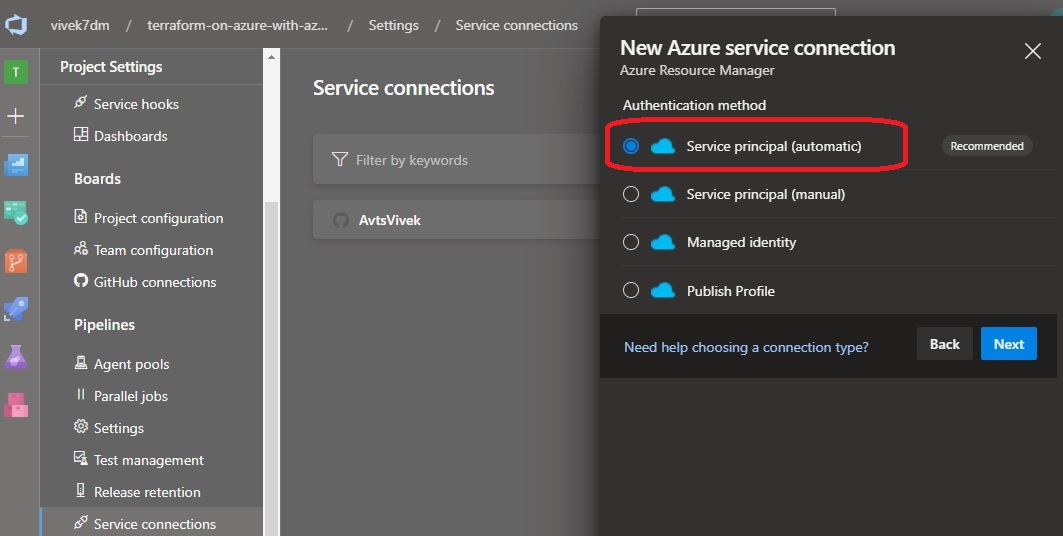 vivek7dm / terraform-on-azure-with-az... / Settings / Service connections
T
Project Settings
Service hooks
Dashboards
Boards
Project configuration
Team configuration
GitHub connections
Pipelines
Agent pools
Parallel jobs
Settings
Test management
Release retention
Service connections
Service connections
Filter by keywords
AvtsVivek
New Azure service connection
Azure Resource Manager
Authentication method
Service principal (automatic)
Recommended
Service principal (manual)
Managed identity
Publish Profile
Need help choosing a connection type?
Back
Next